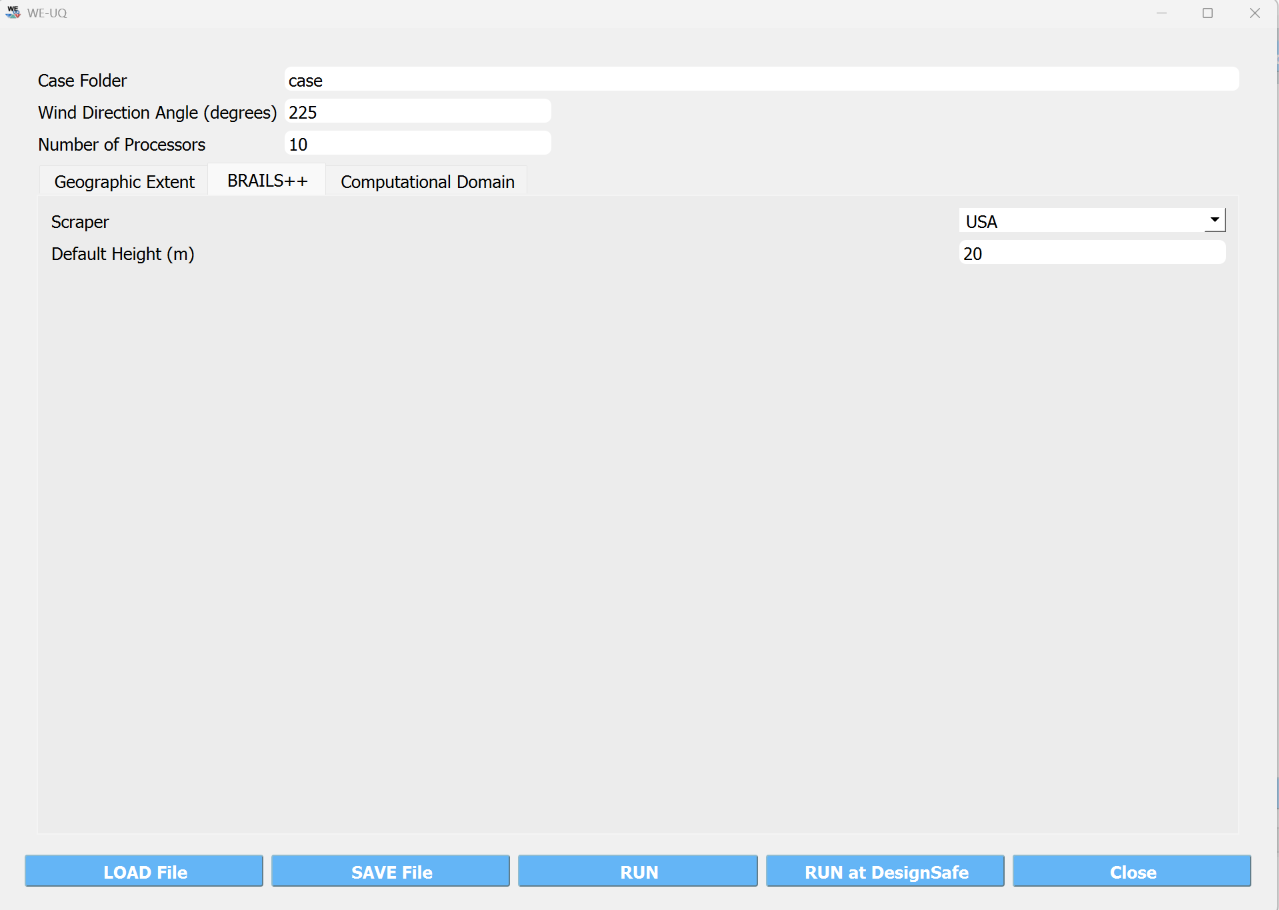 WE WE-UQ
Case Folder case
Wind Direction Angle (degrees) 225
Number of Processors 10
Geographic Extent BRAILS++ Computational Domain
Scraper USA
Default Height (m) 20
LOAD File SAVE File RUN RUN at DesignSafe Close